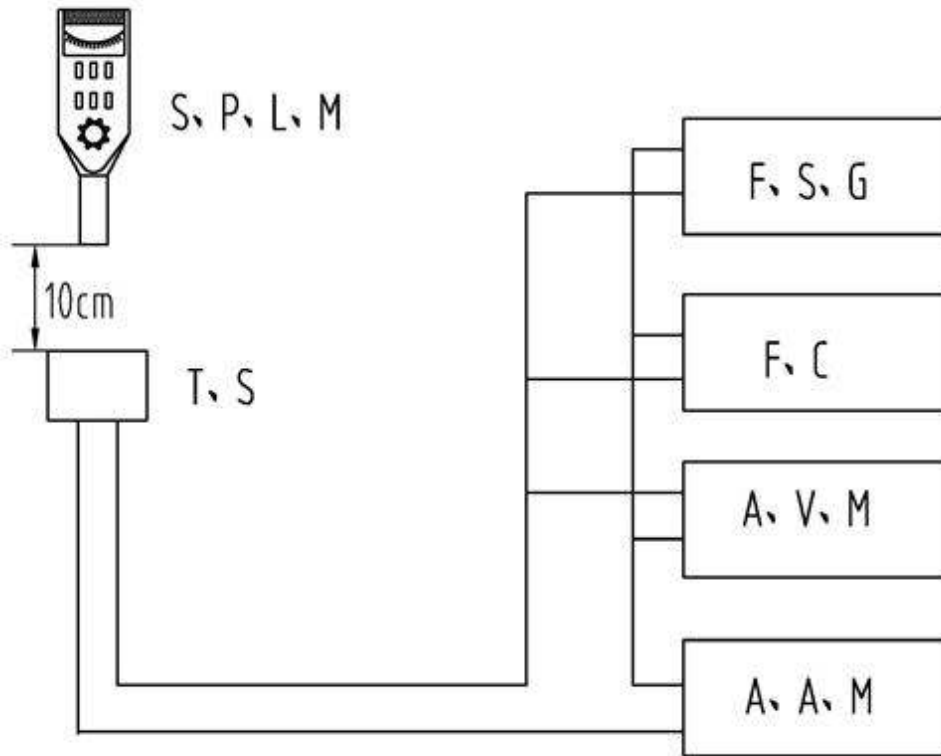 S、P、L、M
F、S、G
10cm
F、C
T、S
A、V、M
A、A、M